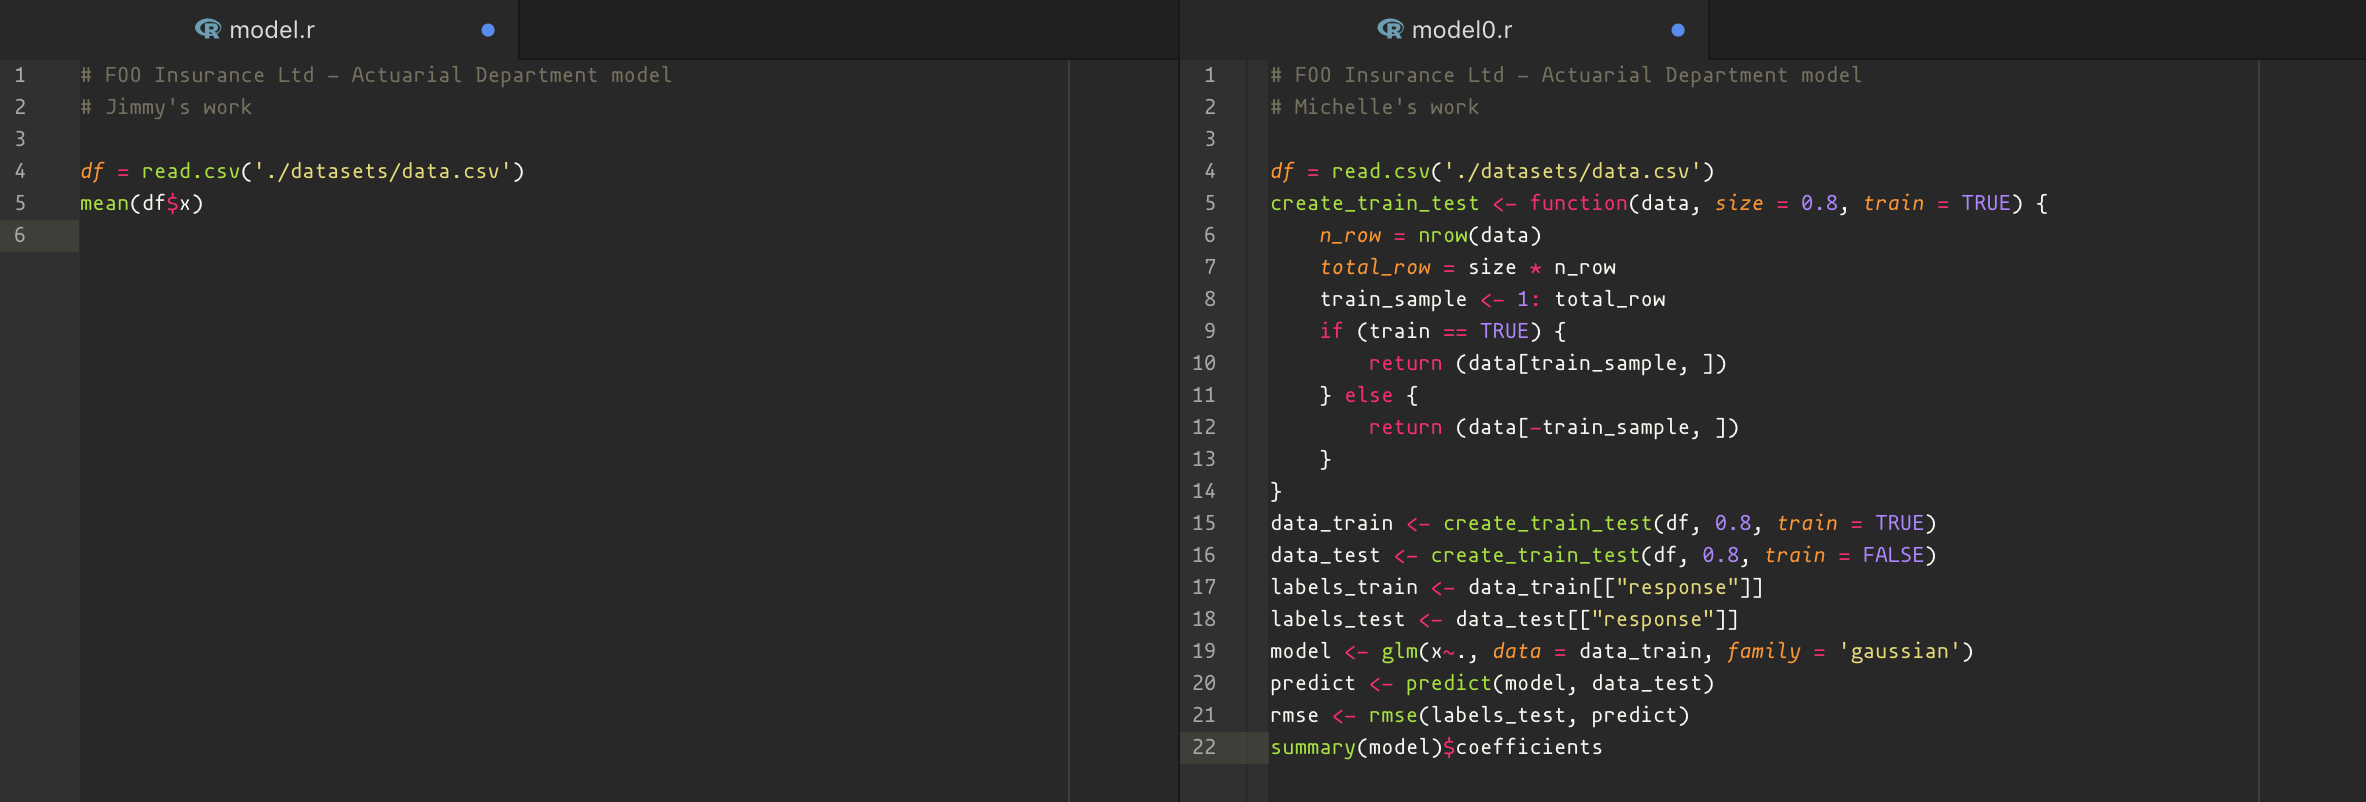 model.r
1 # FOO Insurance Ltd - Actuarial Department model
2 # Jimmy's work
3
4 df = read.csv('./datasets/data.csv')
5 mean(df$x)
6
model0.r
1 # FOO Insurance Ltd - Actuarial Department model
2 # Michelle's work
3
4 df = read.csv('./datasets/data.csv')
5 create_train_test <- function(data, size = 0.8, train = TRUE) {
6     n_row = nrow(data)
7     total_row = size * n_row
8     train_sample <- 1: total_row
9     if (train == TRUE) {
10         return (data[train_sample, ])
11     } else {
12         return (data[-train_sample, ])
13     }
14 }
15 data_train <- create_train_test(df, 0.8, train = TRUE)
16 data_test <- create_train_test(df, 0.8, train = FALSE)
17 labels_train <- data_train[["response"]]
18 labels_test <- data_test[["response"]]
19 model <- glm(x~., data = data_train, family = 'gaussian')
20 predict <- predict(model, data_test)
21 rmse <- rmse(labels_test, predict)
22 summary(model)$coefficients